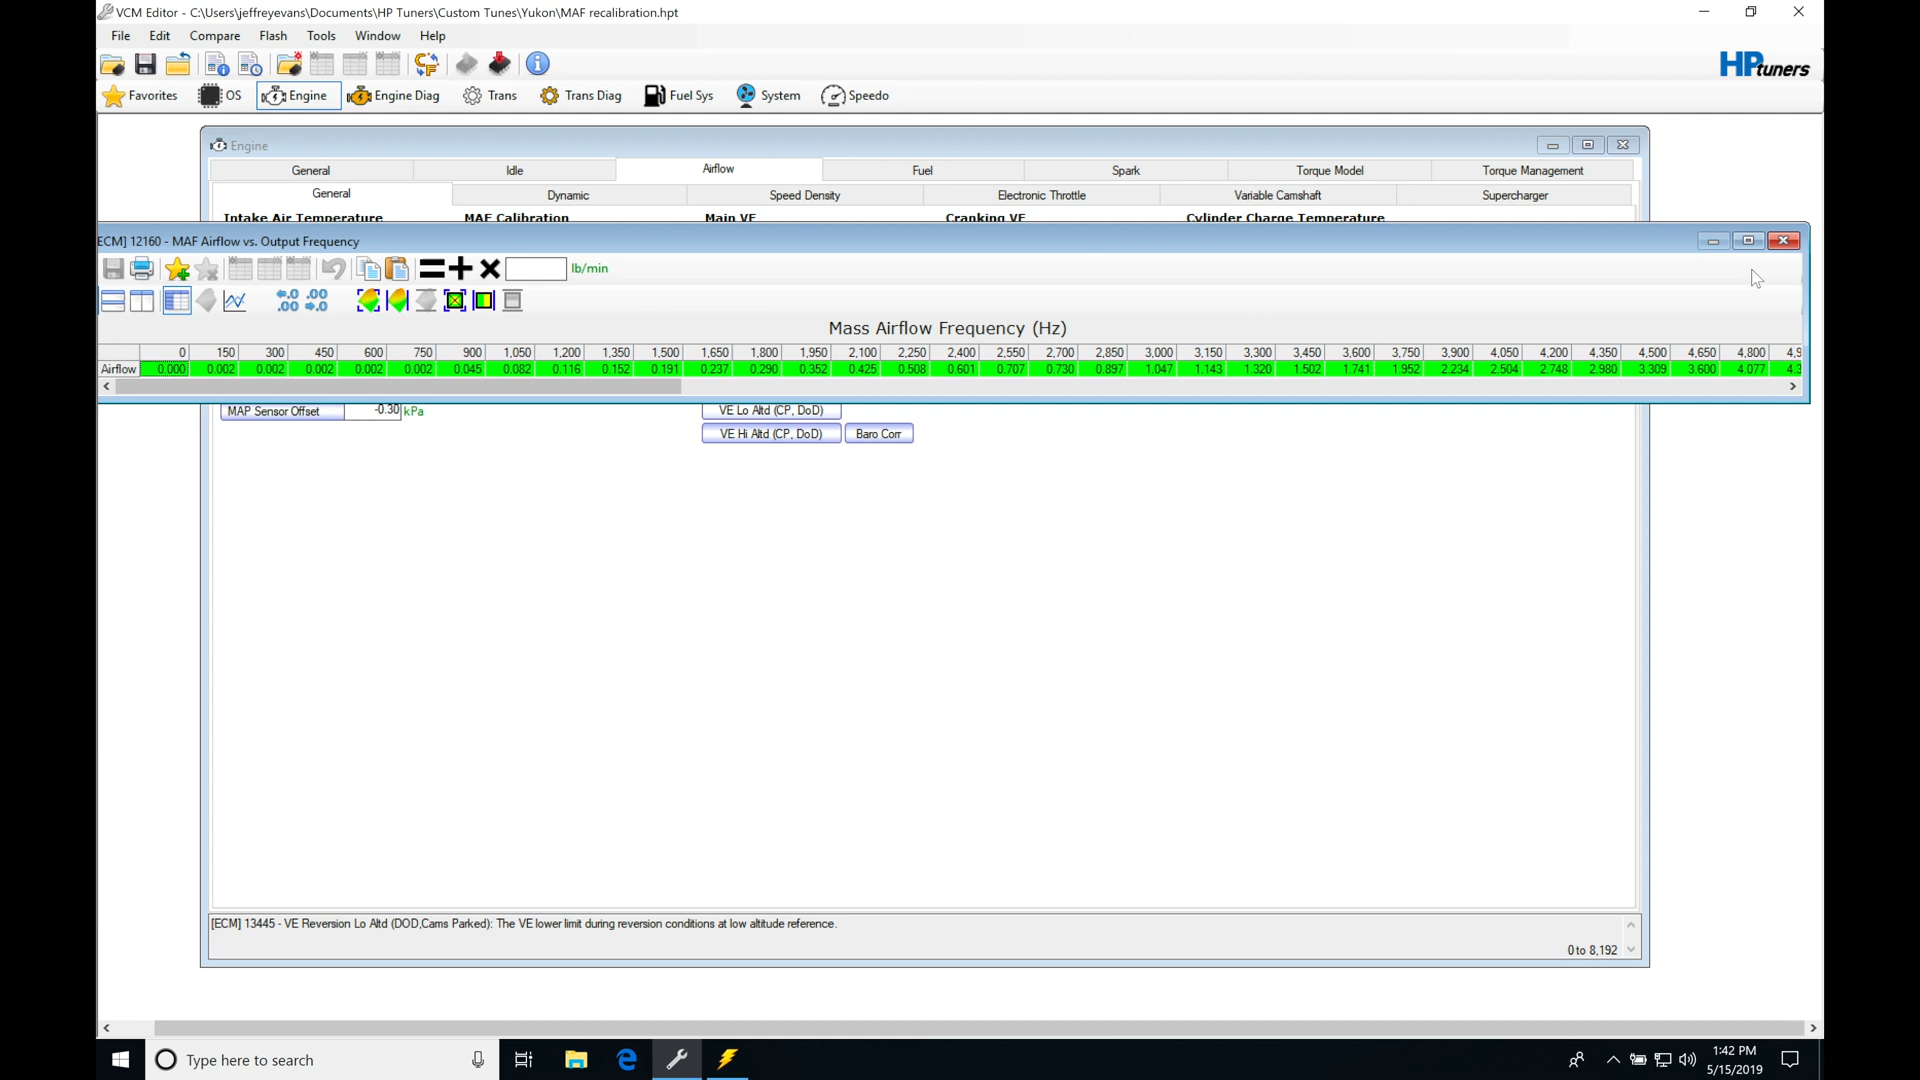 VCM Editor - C:\Users\jeffreyevans\Documents\HP Tuners\Custom Tunes\Yukon\MAF recalibration.hpt
File Edit Compare Flash Tools Window Help
HPtuners
Favorites OS Engine Engine Diag Trans Trans Diag Fuel Sys System Speedo
Engine
General Idle Airflow Fuel Spark Torque Model Torque Management
General Dynamic Speed Density Electronic Throttle Variable Camshaft Supercharger
Intake Air Temperature MAF Calibration Main VE Cranking VE Cylinder Charge Temperature
ECM] 12160 - MAF Airflow vs. Output Frequency
lb/min
Mass Airflow Frequency (Hz)
0 150 300 450 600 750 900 1,050 1,200 1,350 1,500 1,650 1,800 1,950 2,100 2,250 2,400 2,550 2,700 2,850 3,000 3,150 3,300 3,450 3,600 3,750 3,900 4,050 4,200 4,350 4,500 4,650 4,800 4,9
Airflow 0.000 0.002 0.002 0.002 0.002 0.002 0.045 0.082 0.116 0.152 0.191 0.237 0.290 0.352 0.425 0.508 0.601 0.707 0.730 0.897 1.047 1.143 1.320 1.502 1.741 1.952 2.234 2.504 2.748 2.980 3.309 3.600 4.077 4.3
MAP Sensor Offset -0.30 kPa VE Lo Altd (CP, DoD)
VE Hi Altd (CP, DoD) Baro Corr
[ECM] 13445 - VE Reversion Lo Altd (DOD,Cams Parked): The VE lower limit during reversion conditions at low altitude reference.
0 to 8,192
Type here to search
1:42 PM
5/15/2019